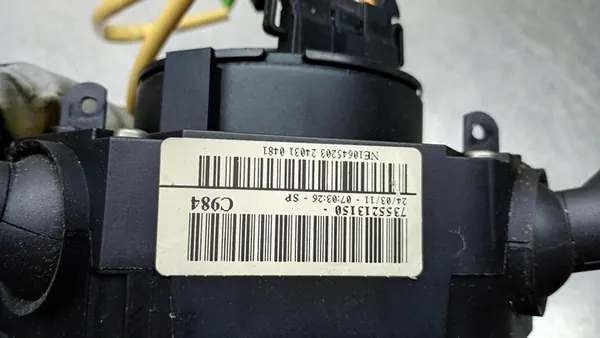 C984
7355213150 -
24/03/11 - 07:03:26 - SP
NE10645203 24031 0481